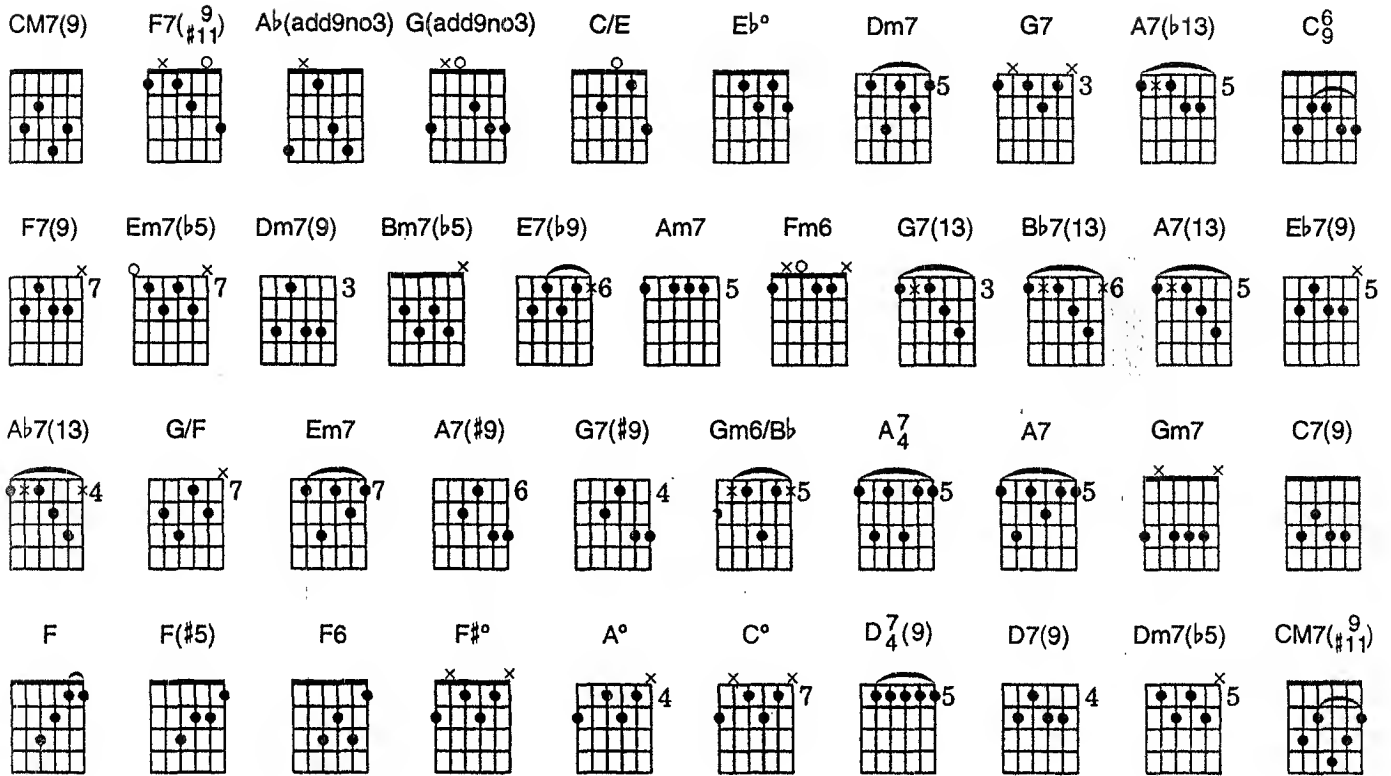 CM7(9) F7(9 #11) A♭(add9no3) G(add9no3) C/E E♭° Dm7 G7 A7(♭13) C6 9
× × ○ × × ○ ○ 5 × × 3 × 5
F7(9) Em7(♭5) Dm7(9) Bm7(♭5) E7(♭9) Am7 Fm6 G7(13) B♭7(13) A7(13) E♭7(9)
× 7 ○ × 7 3 × × 6 5 × ○ × × 3 × × 6 × 5 × 5
A♭7(13) G/F Em7 A7(#9) G7(#9) Gm6/B♭ A7 4 A7 Gm7 C7(9)
× × 4 × 7 7 6 4 × × 5 5 5 × ×
F F(#5) F6 F#° A° C° D7 4(9) D7(9) Dm7(♭5) CM7(9 #11)
× × × 4 × × 7 5 4 × 5